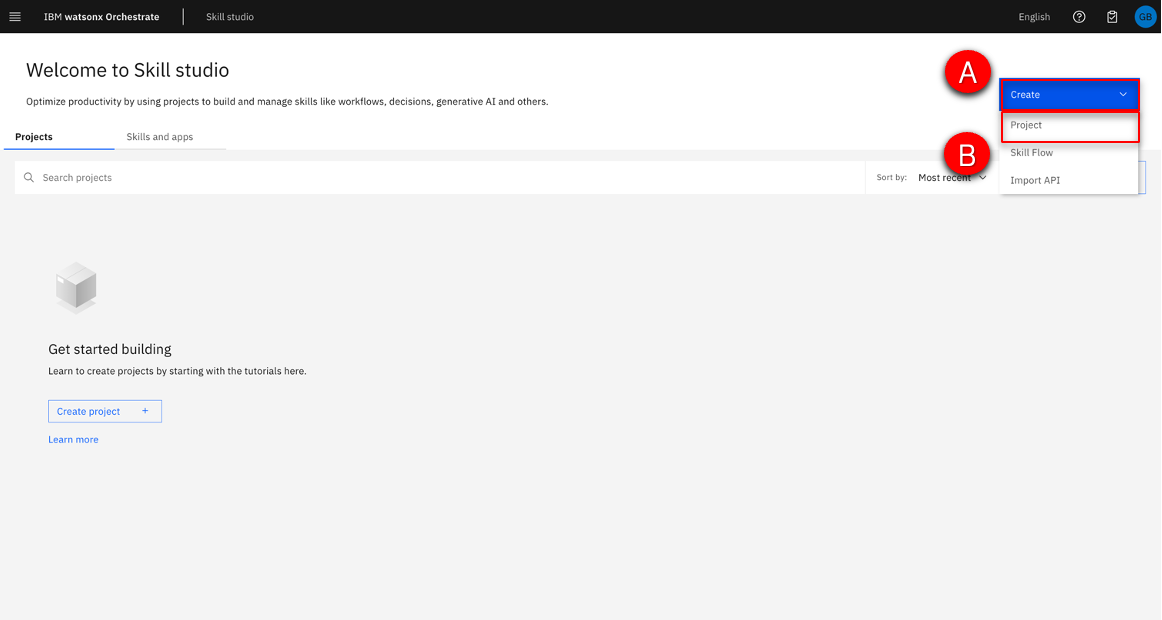 IBM watsonx Orchestrate
Skill studio
English
GB
Welcome to Skill studio
Optimize productivity by using projects to build and manage skills like workflows, decisions, generative AI and others.
A
Create
Project
Skill Flow
Import API
B
Projects
Skills and apps
Search projects
Sort by:
Most recent
Get started building
Learn to create projects by starting with the tutorials here.
Create project +
Learn more